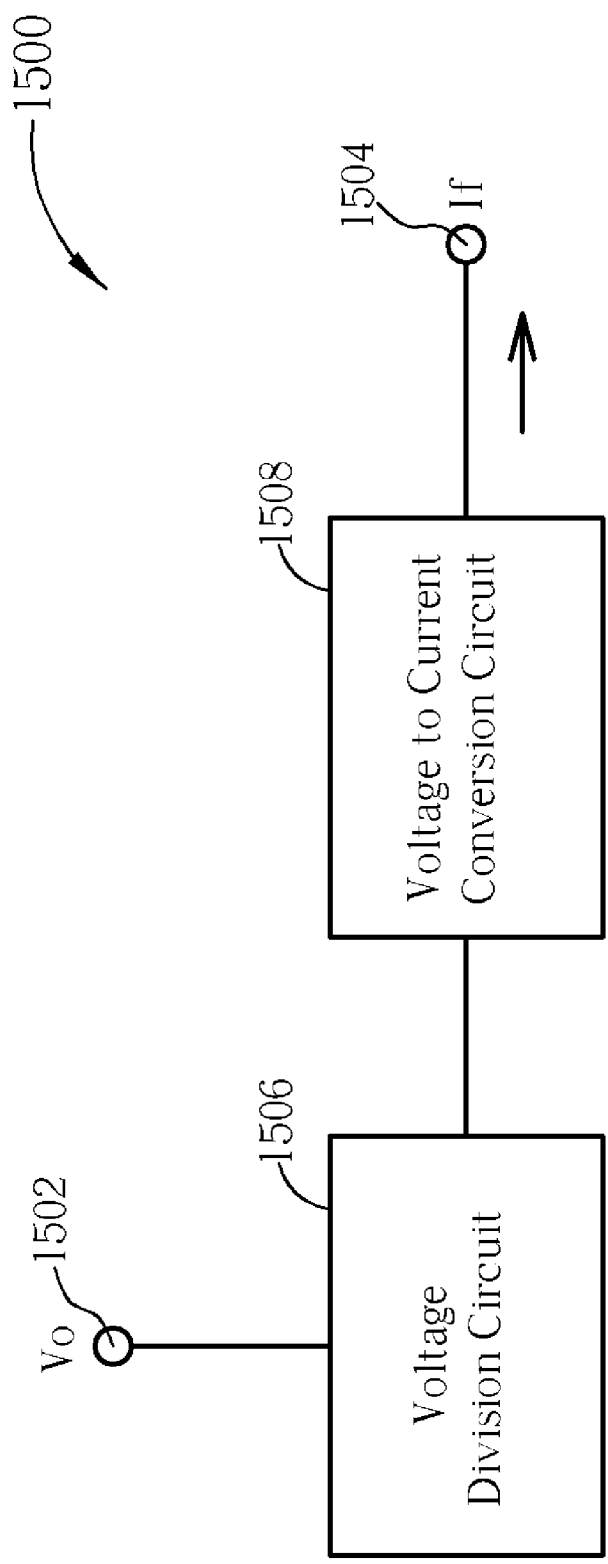 1500
Vo
1502
1506
Voltage
Division Circuit
1508
Voltage to Current
Conversion Circuit
1504
If